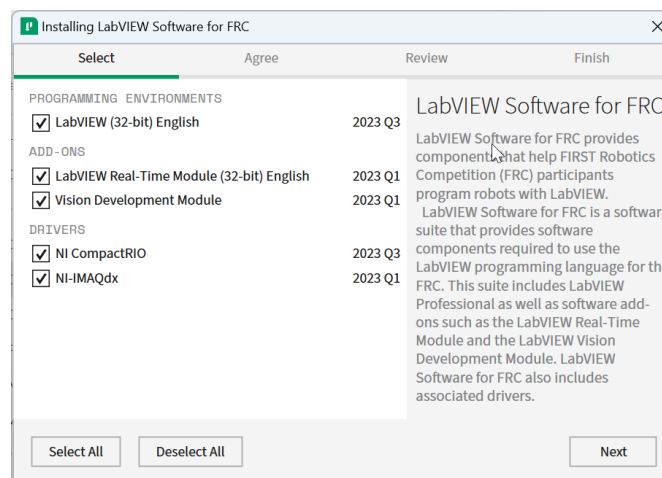 Installing LabVIEW Software for FRC
Select
Agree
Review
Finish
PROGRAMMING ENVIRONMENTS
LabVIEW (32-bit) English 2023 Q3
ADD-ONS
LabVIEW Real-Time Module (32-bit) English 2023 Q1
Vision Development Module 2023 Q1
DRIVERS
NI CompactRIO 2023 Q3
NI-IMAQdx 2023 Q1
LabVIEW Software for FRC
LabVIEW Software for FRC provides
components that help FIRST Robotics
Competition (FRC) participants
program robots with LabVIEW.
LabVIEW Software for FRC is a softwar
suite that provides software
components required to use the
LabVIEW programming language for th
FRC. This suite includes LabVIEW
Professional as well as software add-
ons such as the LabVIEW Real-Time
Module and the LabVIEW Vision
Development Module. LabVIEW
Software for FRC also includes
associated drivers.
Select All
Deselect All
Next